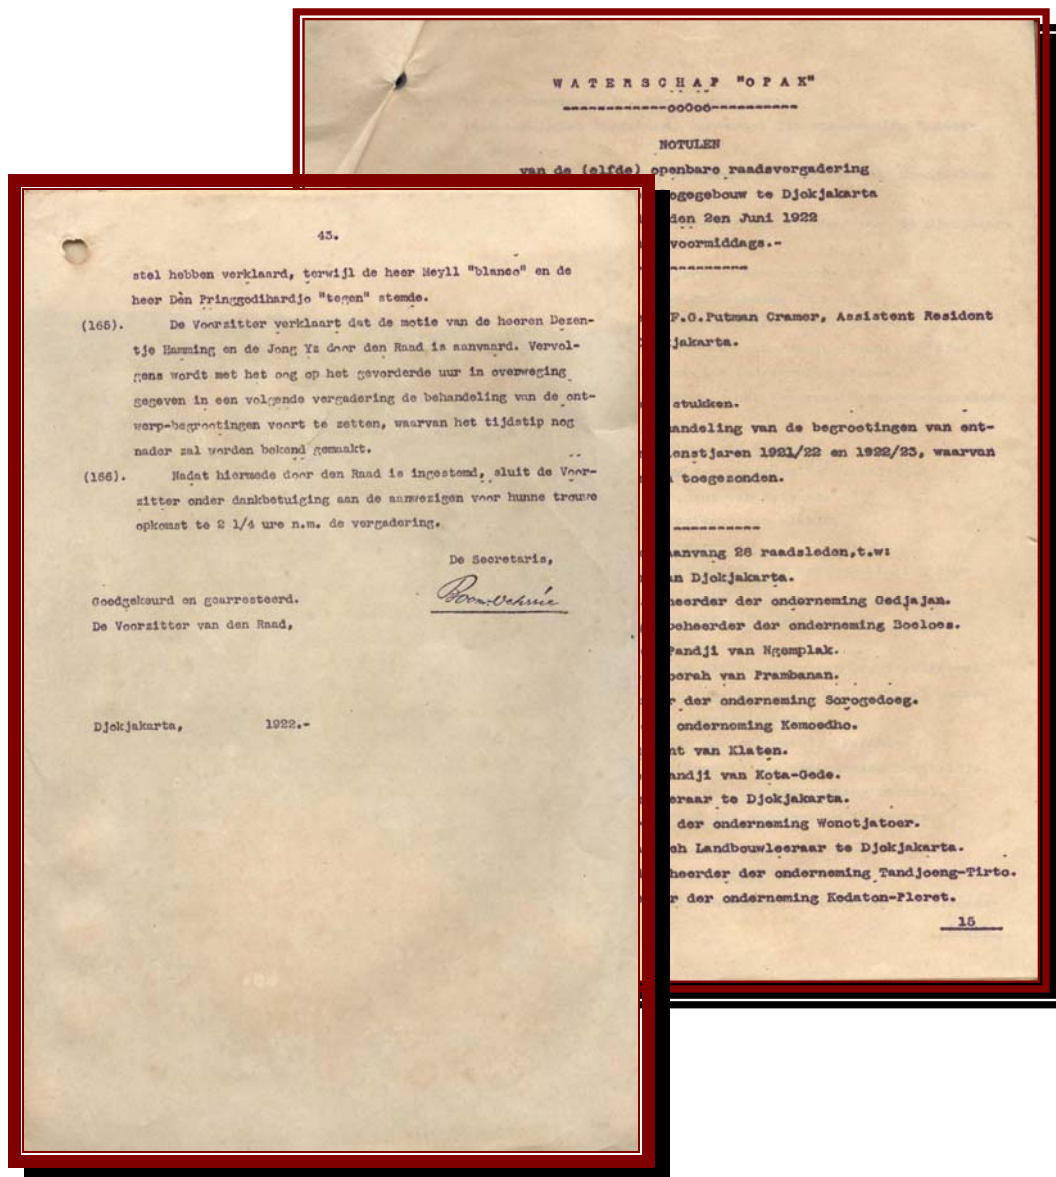 WATERSCHAP "OPAK"
------------oo0oo----------
NOTULEN
van de (elfde) openbare raadsvergadering
ogegebouw te Djokjakarta
den 2en Juni 1922
voormiddags.-
----------
F.G.Putman Cramer, Assistent Resident
jakarta.
stukken.
andeling van de begrootingen van ent-
enstjaren 1921/22 en 1922/23, waarvan
toegezonden.
----------
anvang 26 raadsleden,t.w:
an Djokjakarta.
heerder der onderneming Gedjajan.
beheerder der onderneming Boeloes.
Pandji van Ngemplak.
oerah van Prambanan.
r der onderneming Sorogedoeg.
onderneming Kemoedho.
nt van Klaten.
andji van Kota-Gede.
eraar te Djokjakarta.
der onderneming Wonotjatoer.
ch Landbouwleeraar te Djokjakarta.
heerder der onderneming Tandjoeng-Tirto.
r der onderneming Kedaton-Pleret.
15
43.
stel hebben verklaard, terwijl de heer Meyll "blanco" en de
heer Dèn Pringgodihardjo "tegen" stemde.
(165). De Voorzitter verklaart dat de motie van de heeren Dezen-
tje Hamming en de Jong Yz door den Raad is aanvaard. Vervol-
gens wordt met het oog op het gevorderde uur in overweging
gegeven in een volgende vergadering de behandeling van de ont-
werp-begrootingen voort te zetten, waarvan het tijdstip nog
nader zal worden bekend gemaakt.
(166). Nadat hiermede door den Raad is ingestemd, sluit de Voor-
zitter onder dankbetuiging aan de aanwezigen voor hunne trouwe
opkomst te 2 1/4 ure n.m. de vergadering.
De Secretaris,
Goedgekeurd en gearresteerd.
De Voorzitter van den Raad,
Djokjakarta, 1922.-